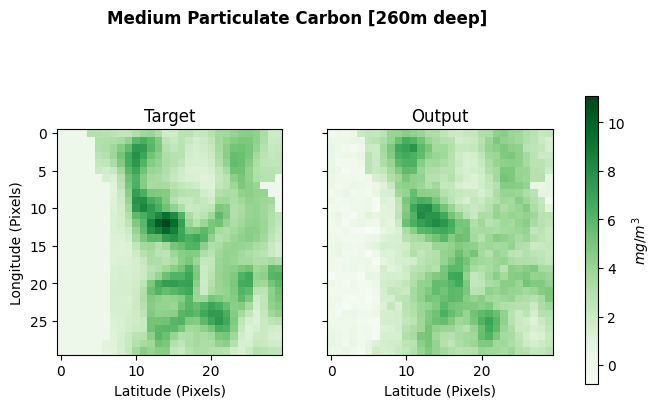 Medium Particulate Carbon [260m deep]
Target
Output
0
5
10
15
20
25
Longitude (Pixels)
0
10
20
Latitude (Pixels)
0
10
20
Latitude (Pixels)
10
8
6
4
2
0
mg/m³